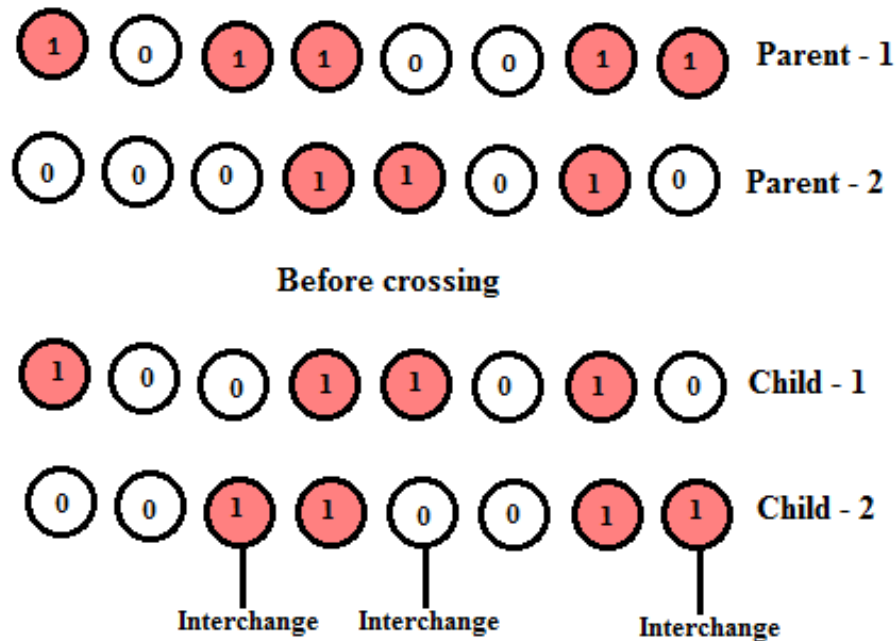 1 0 1 1 0 0 1 1 Parent - 1
0 0 0 1 1 0 1 0 Parent - 2
Before crossing
1 0 0 1 1 0 1 0 Child - 1
0 0 1 1 0 0 1 1 Child - 2
Interchange Interchange Interchange